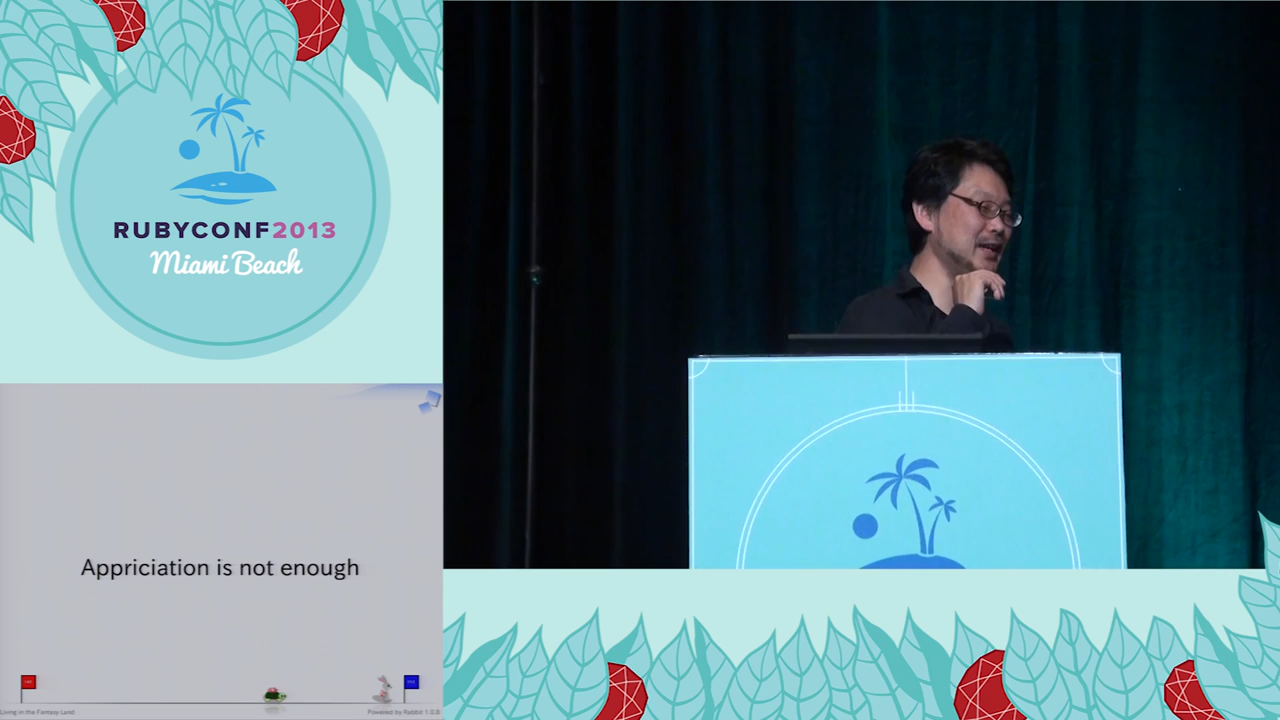 RUBYCONF2013
Miami Beach
Appriciation is not enough
Living in the Fantasy Land
Powered by Rabbit 1.0.8